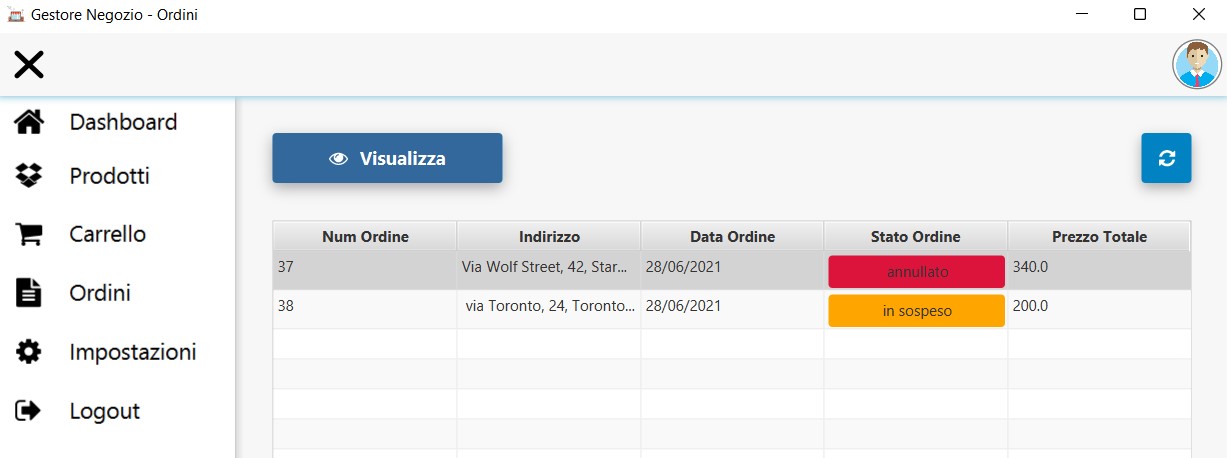 Gestore Negozio - Ordini
Dashboard
Prodotti
Carrello
Ordini
Impostazioni
Logout
Visualizza
Num Ordine Indirizzo Data Ordine Stato Ordine Prezzo Totale
37 Via Wolf Street, 42, Star... 28/06/2021 annullato 340.0
38 via Toronto, 24, Toronto... 28/06/2021 in sospeso 200.0